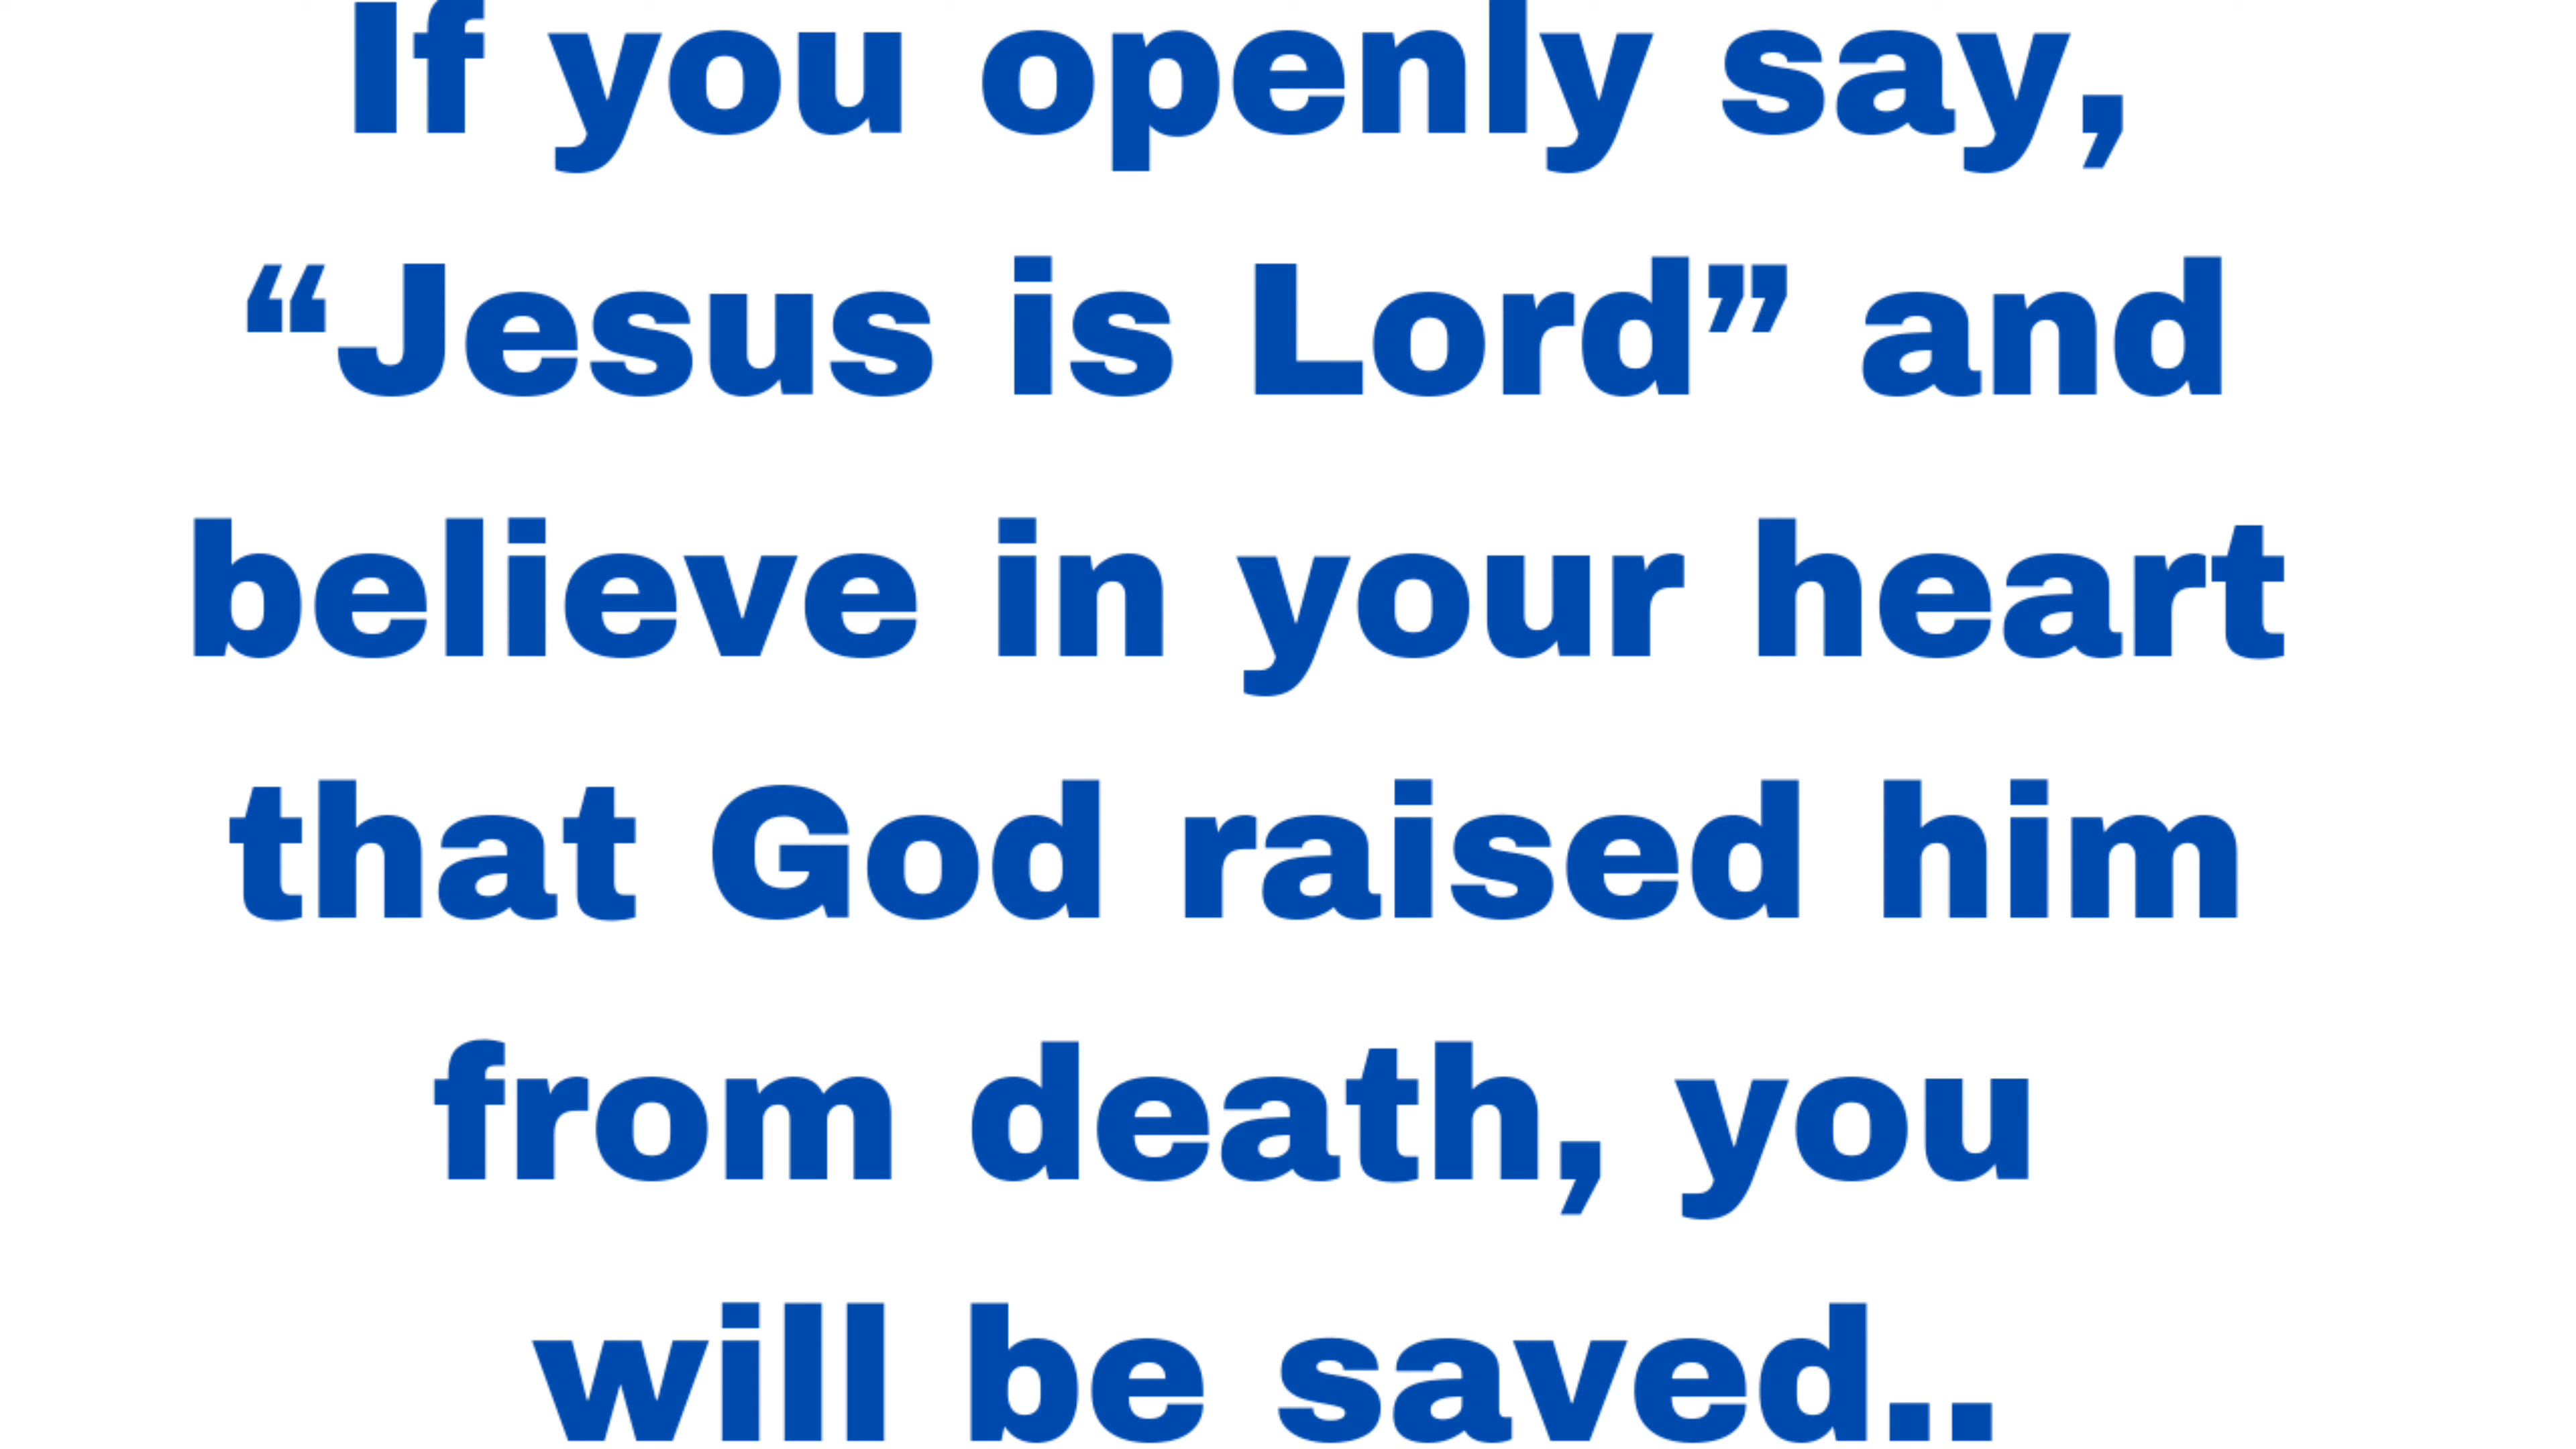 If you openly say,
“Jesus is Lord” and
believe in your heart
that God raised him
from death, you
will be saved..